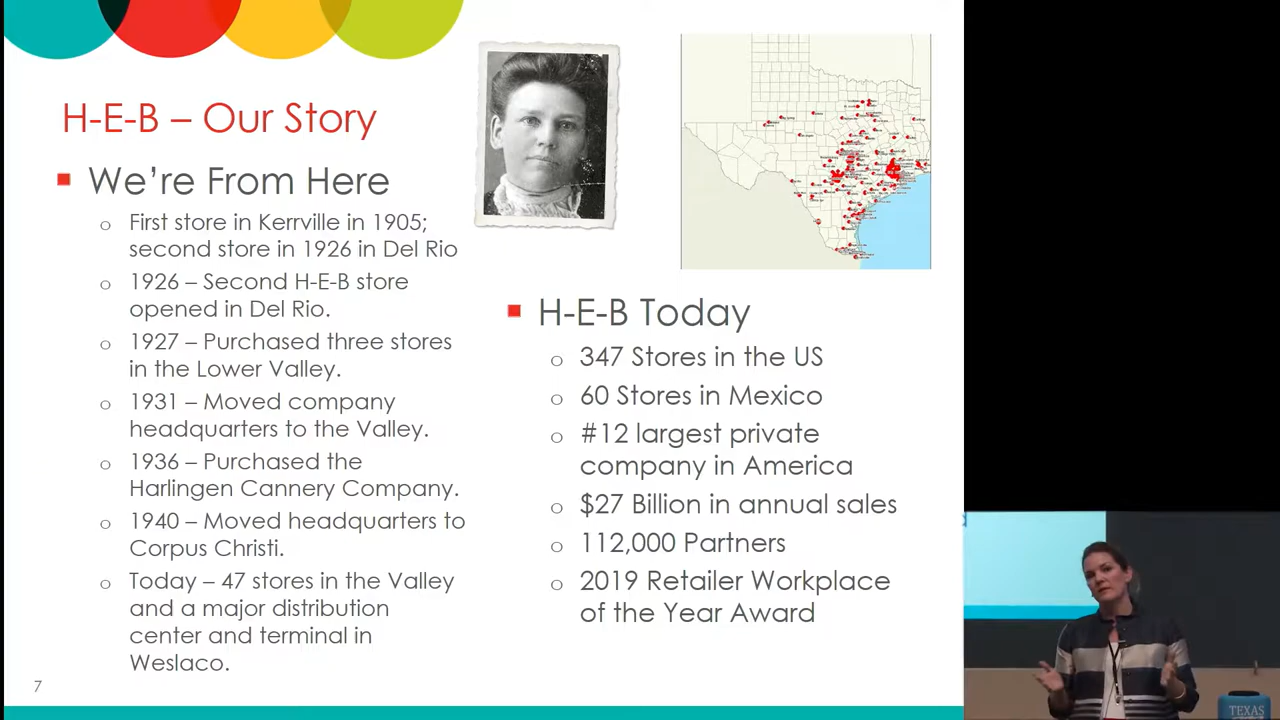 H-E-B – Our Story
We're From Here
First store in Kerrville in 1905;
second store in 1926 in Del Rio
1926 – Second H-E-B store
opened in Del Rio.
1927 – Purchased three stores
in the Lower Valley.
1931 – Moved company
headquarters to the Valley.
1936 – Purchased the
Harlingen Cannery Company.
1940 – Moved headquarters to
Corpus Christi.
Today – 47 stores in the Valley
and a major distribution
center and terminal in
Weslaco.
H-E-B Today
347 Stores in the US
60 Stores in Mexico
#12 largest private
company in America
$27 Billion in annual sales
112,000 Partners
2019 Retailer Workplace
of the Year Award
7
TEXAS